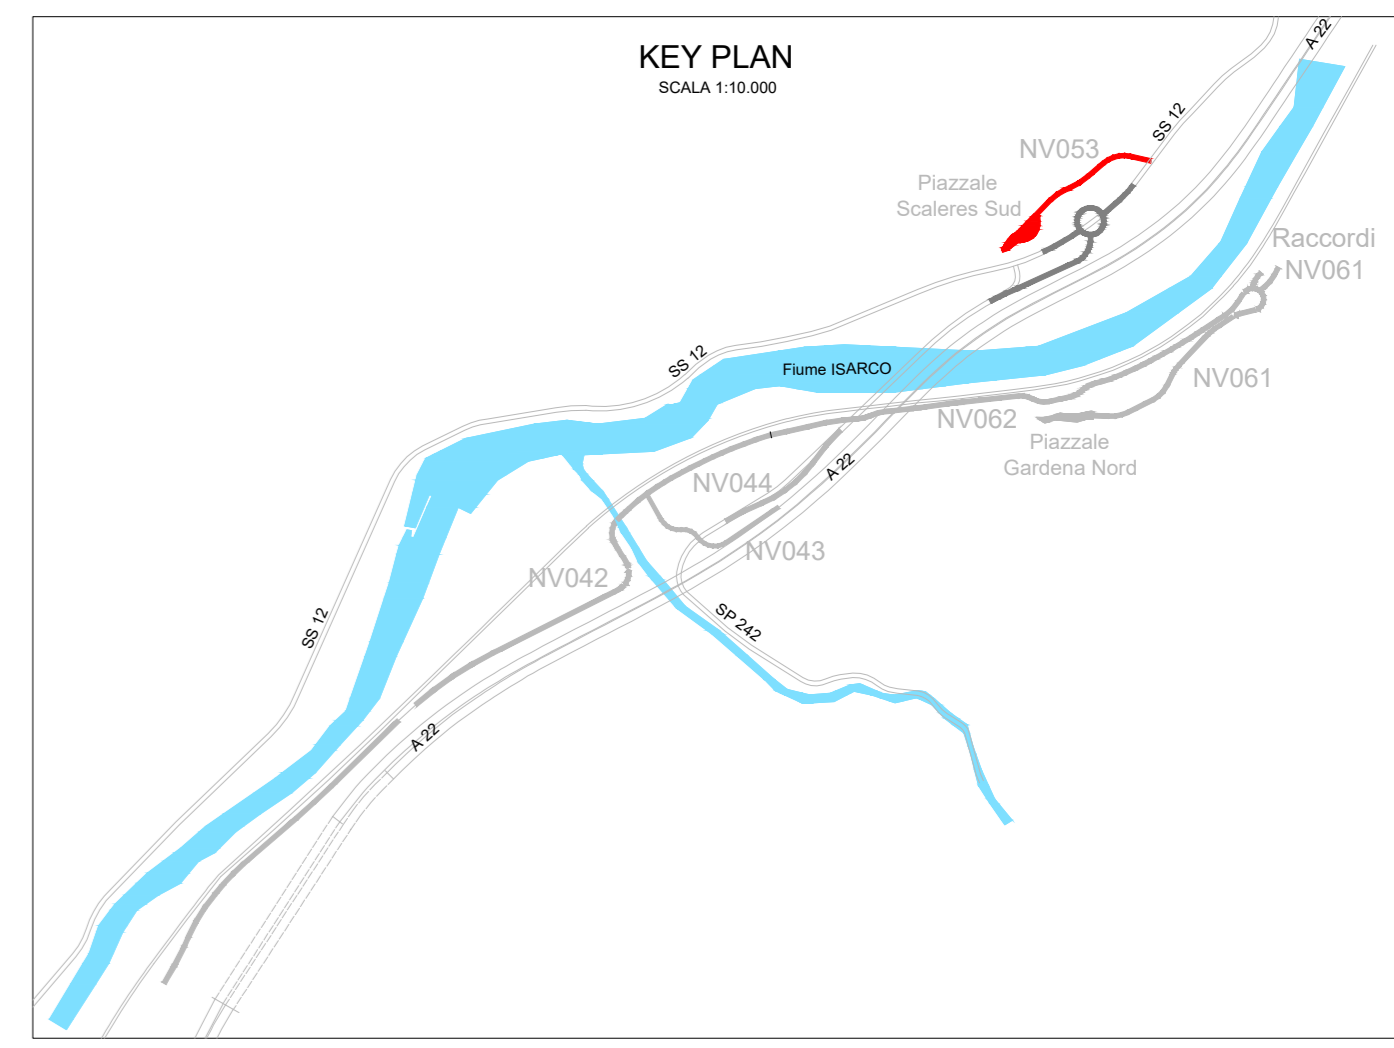 KEY PLAN
SCALA 1:10.000
A 22
SS 12
NV053
Piazzale
Scaleres Sud
Raccordi
NV061
SS 12
Fiume ISARCO
NV061
NV062
Piazzale
Gardena Nord
A 22
NV044
NV043
NV042
SP 242
SS 12
A 22